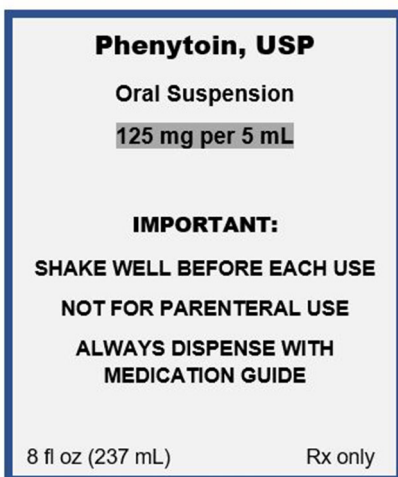 Phenytoin, USP
Oral Suspension
125 mg per 5 mL
IMPORTANT:
SHAKE WELL BEFORE EACH USE
NOT FOR PARENTERAL USE
ALWAYS DISPENSE WITH
MEDICATION GUIDE
8 fl oz (237 mL) Rx only